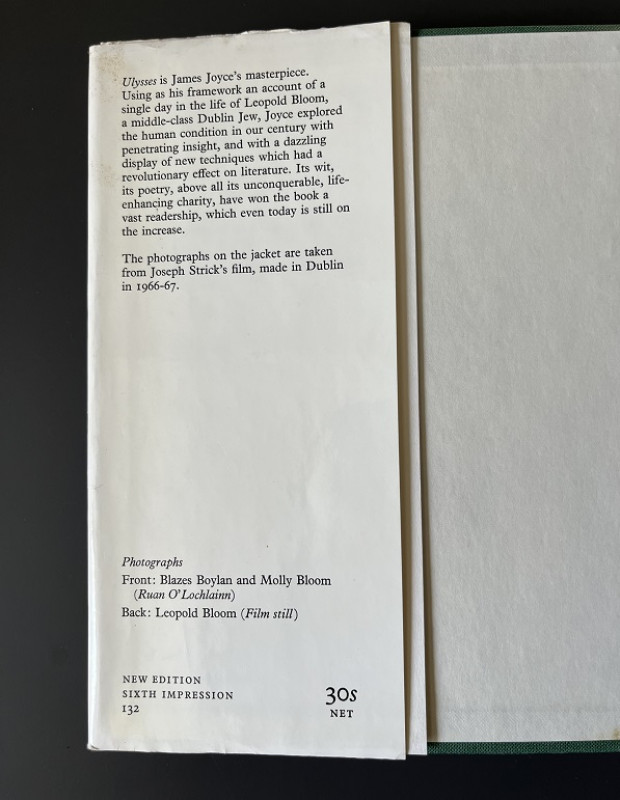 Ulysses is James Joyce's masterpiece.
Using as his framework an account of a
single day in the life of Leopold Bloom,
a middle-class Dublin Jew, Joyce explored
the human condition in our century with
penetrating insight, and with a dazzling
display of new techniques which had a
revolutionary effect on literature. Its wit,
its poetry, above all its unconquerable, life-
enhancing charity, have won the book a
vast readership, which even today is still on
the increase.
The photographs on the jacket are taken
from Joseph Strick's film, made in Dublin
in 1966-67.
Photographs
Front: Blazes Boylan and Molly Bloom
(Ruan O'Lochlainn)
Back: Leopold Bloom (Film still)
NEW EDITION
SIXTH IMPRESSION
132
30s
NET